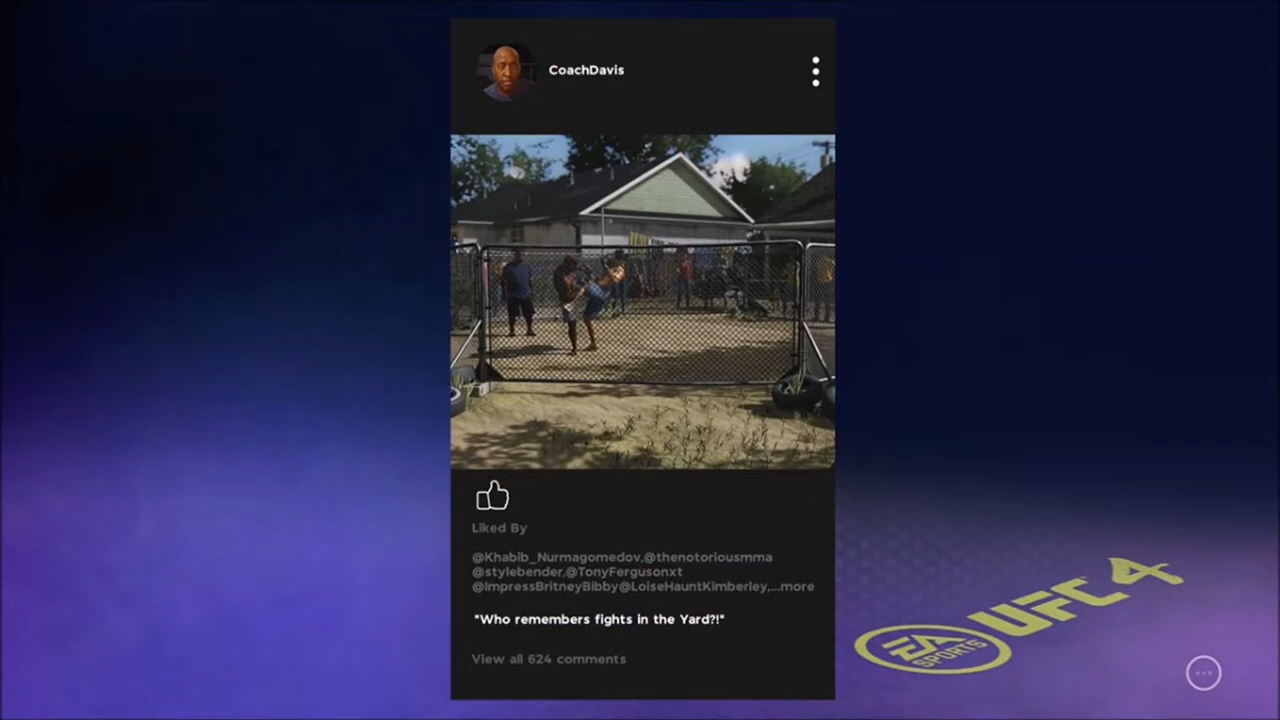 CoachDavis
Liked By
@Khabib_Nurmagomedov,@thenotoriousmma
@stylebender,@TonyFergusonxt
@ImpressBritneyBibby@LoiseHauntKimberley,...more
"Who remembers fights in the Yard?!"
View all 624 comments
EA SPORTS UFC 4